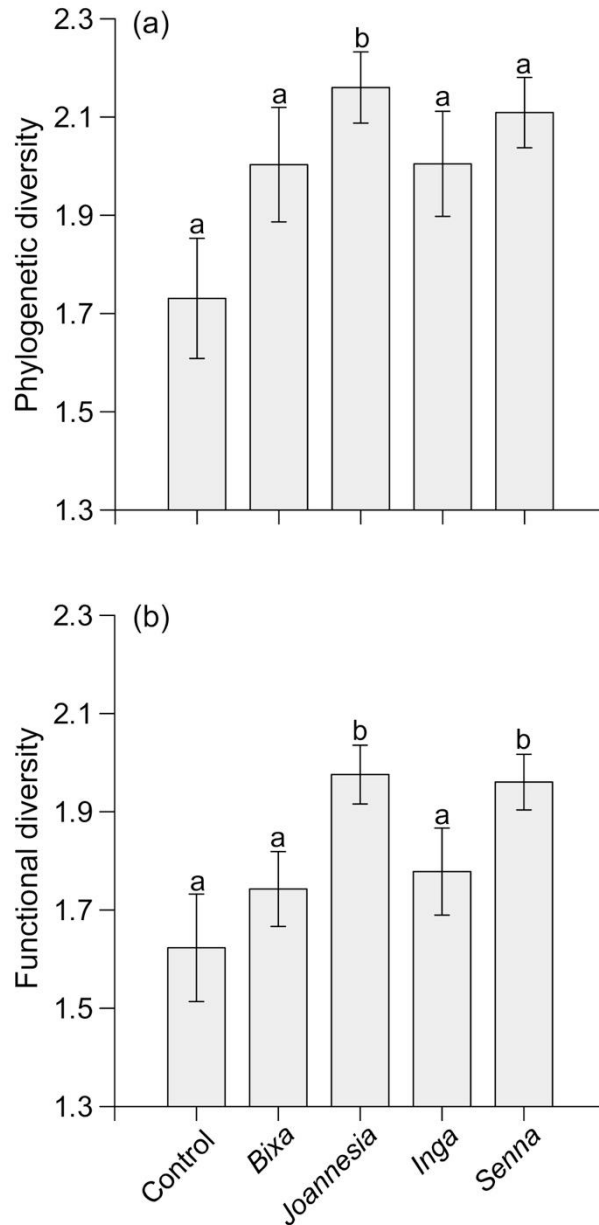 (a)
Phylogenetic diversity
2.3
2.1
1.9
1.7
1.5
1.3
a
a
b
a
a
(b)
Functional diversity
2.3
2.1
1.9
1.7
1.5
1.3
a
a
b
a
b
Control
Bixa
Joannesia
Inga
Senna